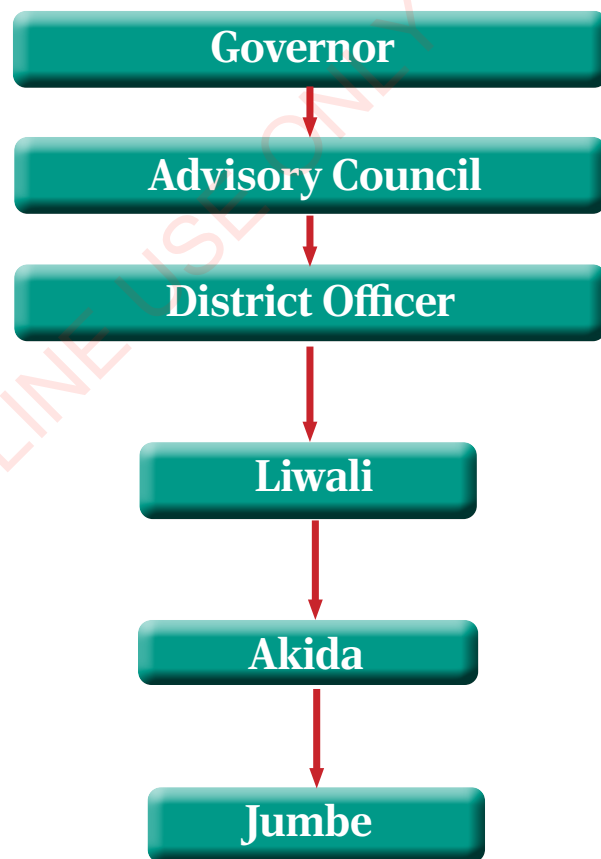 Governor
Advisory Council
District Officer
Liwali
Akida
Jumbe
LINE USE ONLY